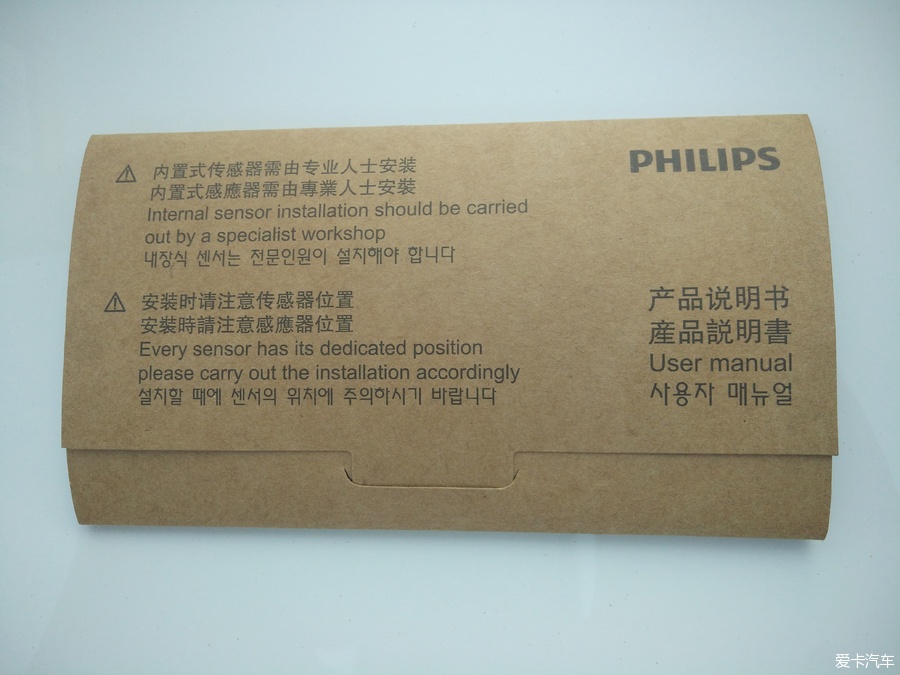 PHILIPS
⚠ 内置式传感器需由专业人士安装
内置式感應器需由專業人士安裝
Internal sensor installation should be carried
out by a specialist workshop
내장식 센서는 전문인원이 설치해야 합니다
⚠ 安装时请注意传感器位置
安裝時請注意感應器位置
Every sensor has its dedicated position
please carry out the installation accordingly
설치할 때에 센서의 위치에 주의하시기 바랍니다
产品说明书
産品説明書
User manual
사용자 매뉴얼
爱卡汽车